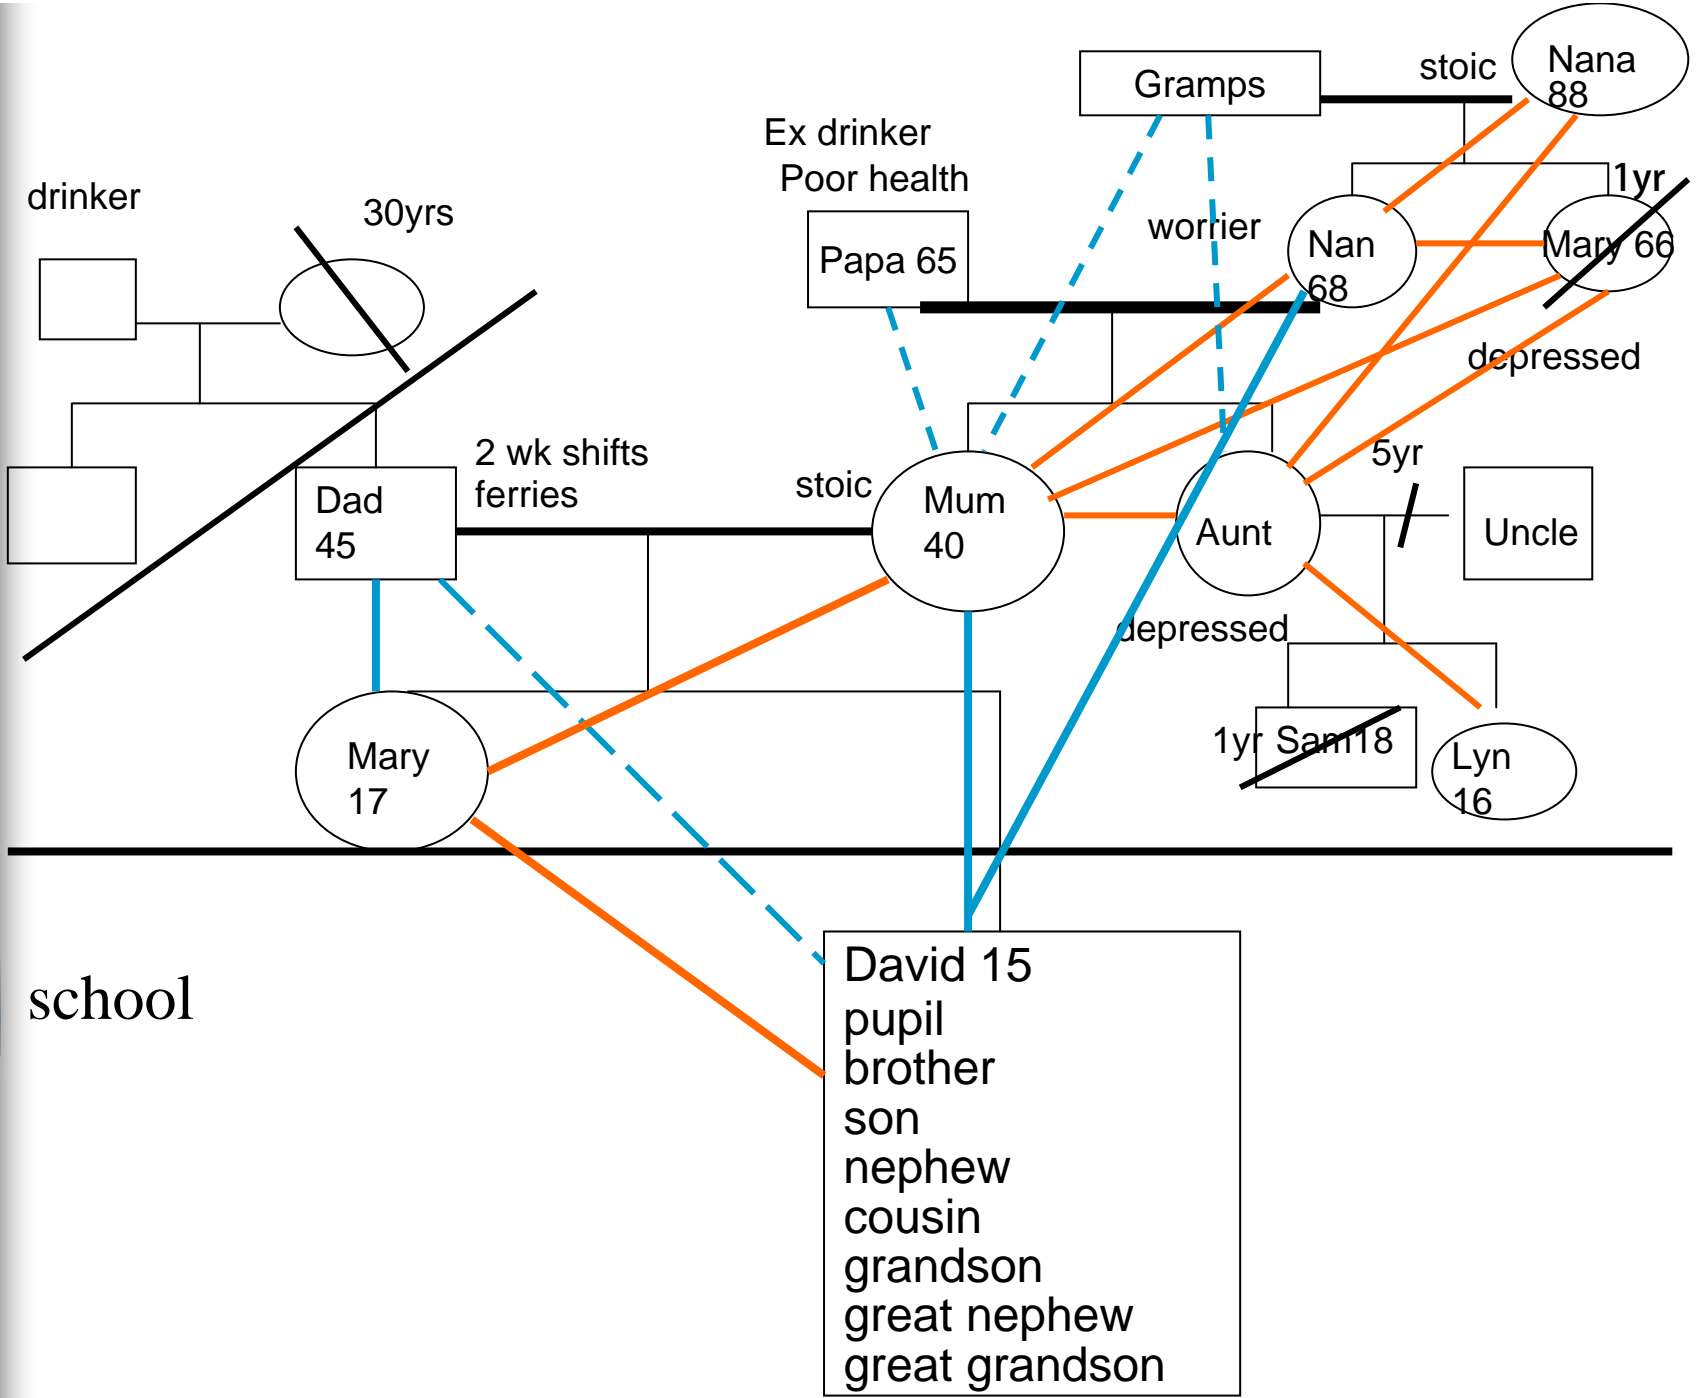 Gramps
stoic
Nana
88
Ex drinker
Poor health
drinker
30yrs
1yr
worrier
Papa 65
Nan
68
Mary 66
depressed
2 wk shifts
ferries
stoic
5yr
Dad
45
Mum
40
Aunt
Uncle
depressed
Mary
17
1yr
Sam18
Lyn
16
school
David 15
pupil
brother
son
nephew
cousin
grandson
great nephew
great grandson